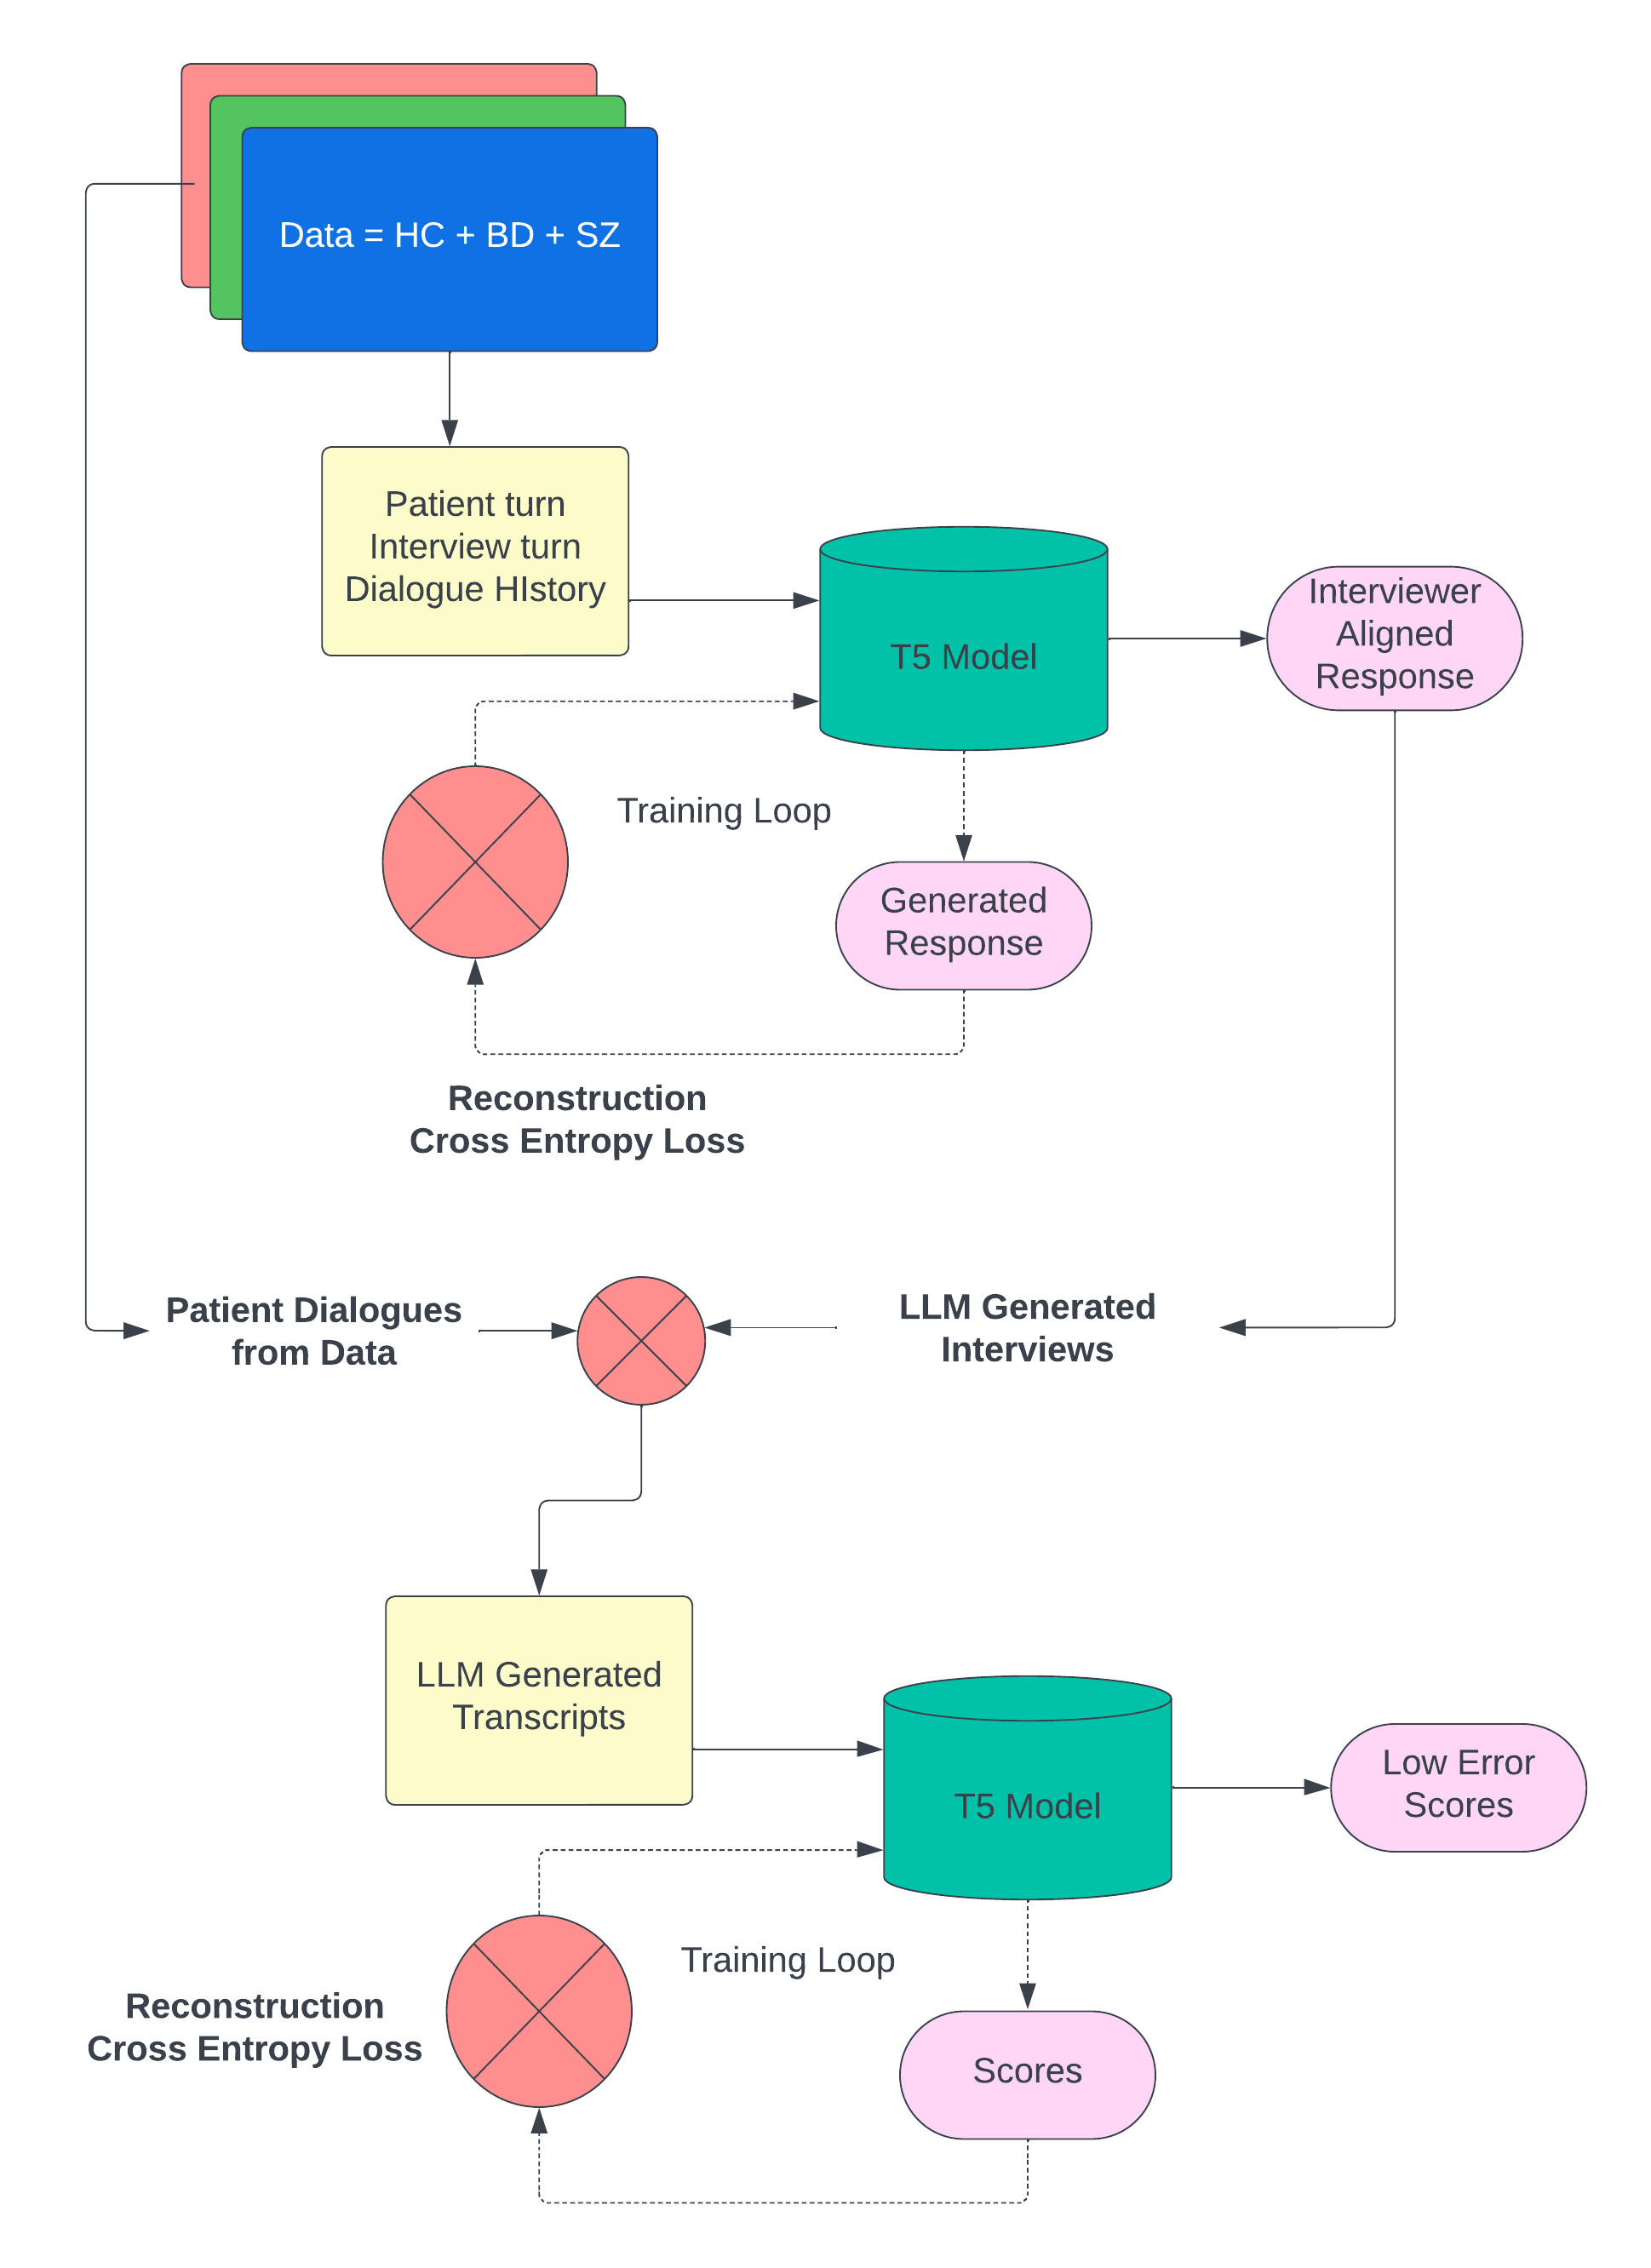 Data = HC + BD + SZ
Patient turn
Interview turn
Dialogue HIstory
T5 Model
Interviewer
Aligned
Response
Training Loop
Generated
Response
Reconstruction
Cross Entropy Loss
Patient Dialogues
from Data
LLM Generated
Interviews
LLM Generated
Transcripts
T5 Model
Low Error
Scores
Training Loop
Reconstruction
Cross Entropy Loss
Scores